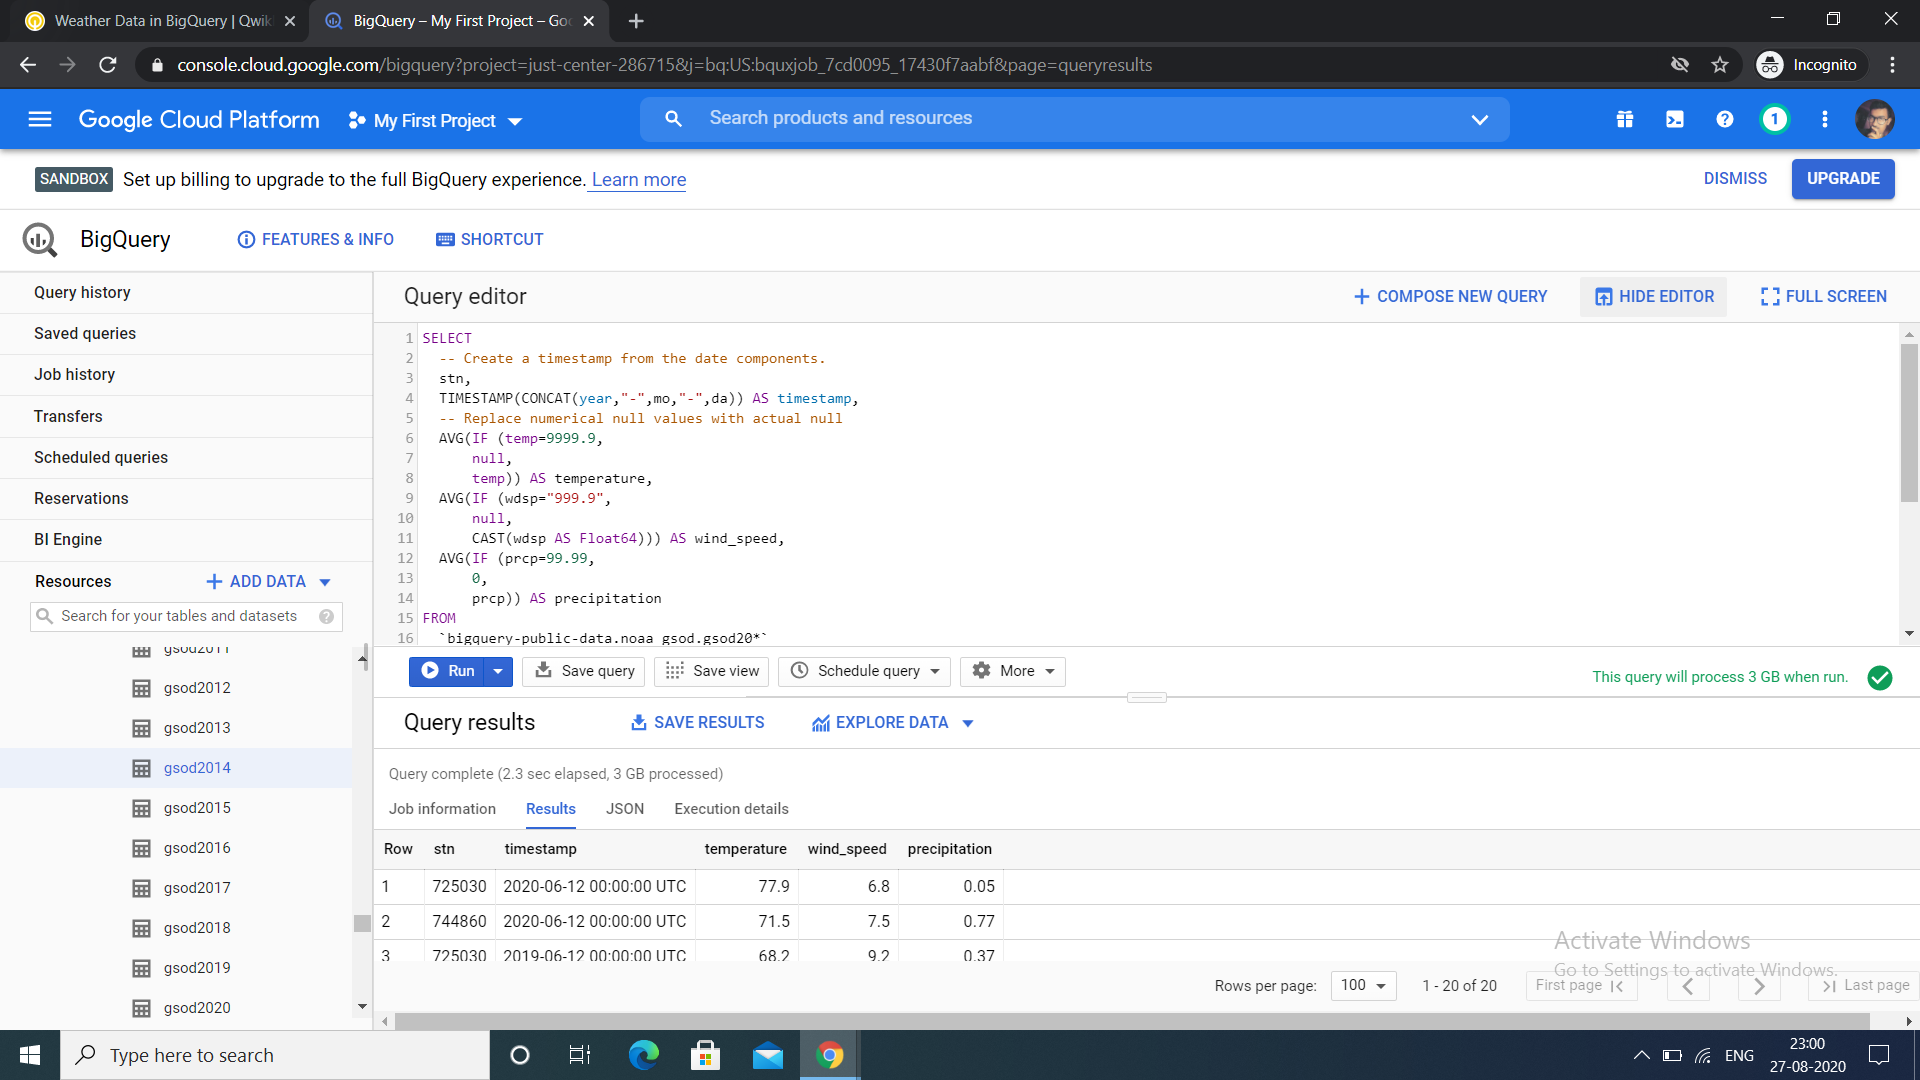 Weather Data in BigQuery | Qwik
BigQuery – My First Project – Goo
console.cloud.google.com/bigquery?project=just-center-286715&j=bq:US:bquxjob_7cd0095_17430f7aabf&page=queryresults
Incognito
Google Cloud Platform
My First Project
Search products and resources
1
SANDBOX Set up billing to upgrade to the full BigQuery experience. Learn more
DISMISS
UPGRADE
BigQuery
FEATURES & INFO
SHORTCUT
Query history
Saved queries
Job history
Transfers
Scheduled queries
Reservations
BI Engine
Resources
ADD DATA
Search for your tables and datasets
gsod2011
gsod2012
gsod2013
gsod2014
gsod2015
gsod2016
gsod2017
gsod2018
gsod2019
gsod2020
Query editor
COMPOSE NEW QUERY
HIDE EDITOR
FULL SCREEN
1 SELECT
2 -- Create a timestamp from the date components.
3 stn,
4 TIMESTAMP(CONCAT(year,"-",mo,"-",da)) AS timestamp,
5 -- Replace numerical null values with actual null
6 AVG(IF (temp=9999.9,
7 null,
8 temp)) AS temperature,
9 AVG(IF (wdsp="999.9",
10 null,
11 CAST(wdsp AS Float64))) AS wind_speed,
12 AVG(IF (prcp=99.99,
13 0,
14 prcp)) AS precipitation
15 FROM
16 `bigquery-public-data.noaa_gsod.gsod20*`
Run
Save query
Save view
Schedule query
More
This query will process 3 GB when run.
Query results
SAVE RESULTS
EXPLORE DATA
Query complete (2.3 sec elapsed, 3 GB processed)
Job information
Results
JSON
Execution details
Row stn timestamp temperature wind_speed precipitation
1 725030 2020-06-12 00:00:00 UTC 77.9 6.8 0.05
2 744860 2020-06-12 00:00:00 UTC 71.5 7.5 0.77
3 725030 2019-06-12 00:00:00 UTC 68.2 9.2 0.37
Activate Windows
Go to Settings to activate Windows.
Rows per page: 100
1 - 20 of 20
First page
Last page
Type here to search
ENG
23:00
27-08-2020